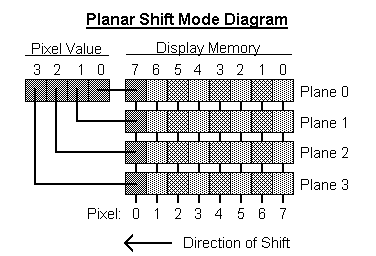 Planar Shift Mode Diagram
Pixel Value Display Memory
3 2 1 0 7 6 5 4 3 2 1 0
Plane 0
Plane 1
Plane 2
Plane 3
Pixel: 0 1 2 3 4 5 6 7
Direction of Shift